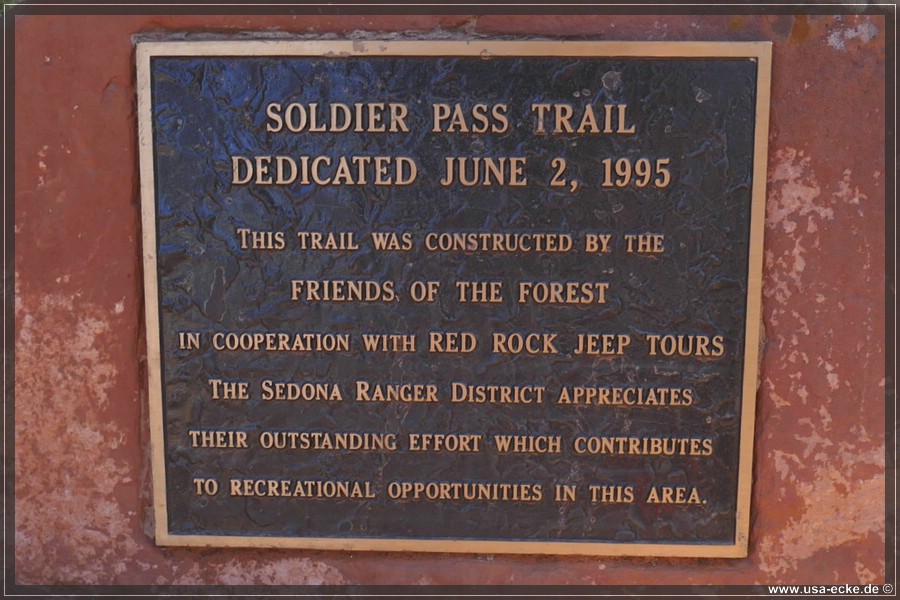 SOLDIER PASS TRAIL
DEDICATED JUNE 2, 1995
THIS TRAIL WAS CONSTRUCTED BY THE
FRIENDS OF THE FOREST
IN COOPERATION WITH RED ROCK JEEP TOURS
THE SEDONA RANGER DISTRICT APPRECIATES
THEIR OUTSTANDING EFFORT WHICH CONTRIBUTES
TO RECREATIONAL OPPORTUNITIES IN THIS AREA.
www.usa-ecke.de ©